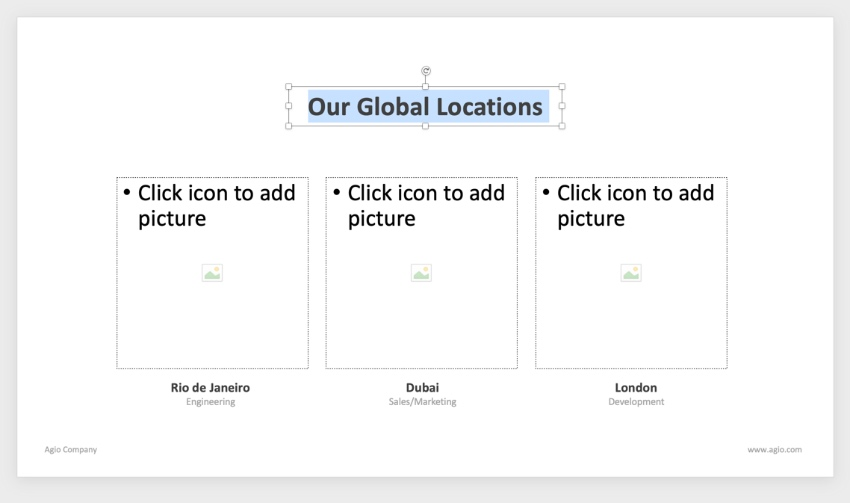 Our Global Locations
• Click icon to add
picture
• Click icon to add
picture
• Click icon to add
picture
Rio de Janeiro
Engineering
Dubai
Sales/Marketing
London
Development
Agio Company
www.agio.com